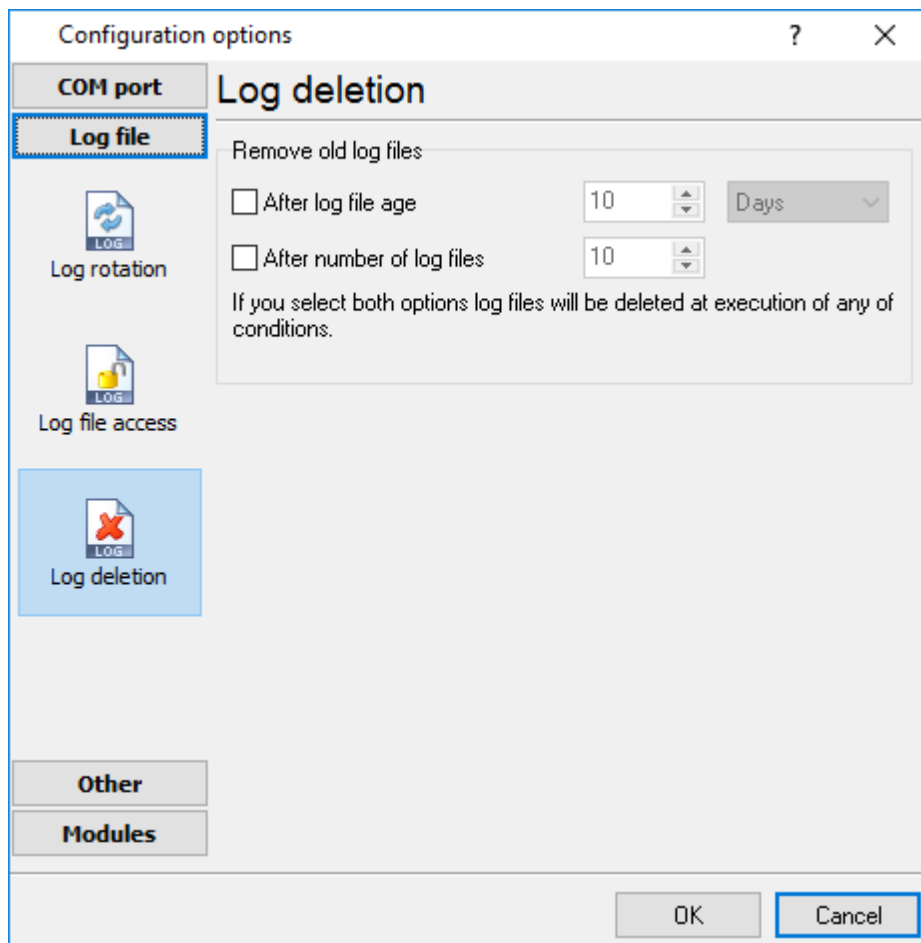 Configuration options
?
COM port
Log file
LOG
Log rotation
LOG
Log file access
LOG
Log deletion
Other
Modules
Log deletion
Remove old log files
After log file age 10 Days
After number of log files 10
If you select both options log files will be deleted at execution of any of
conditions.
OK Cancel